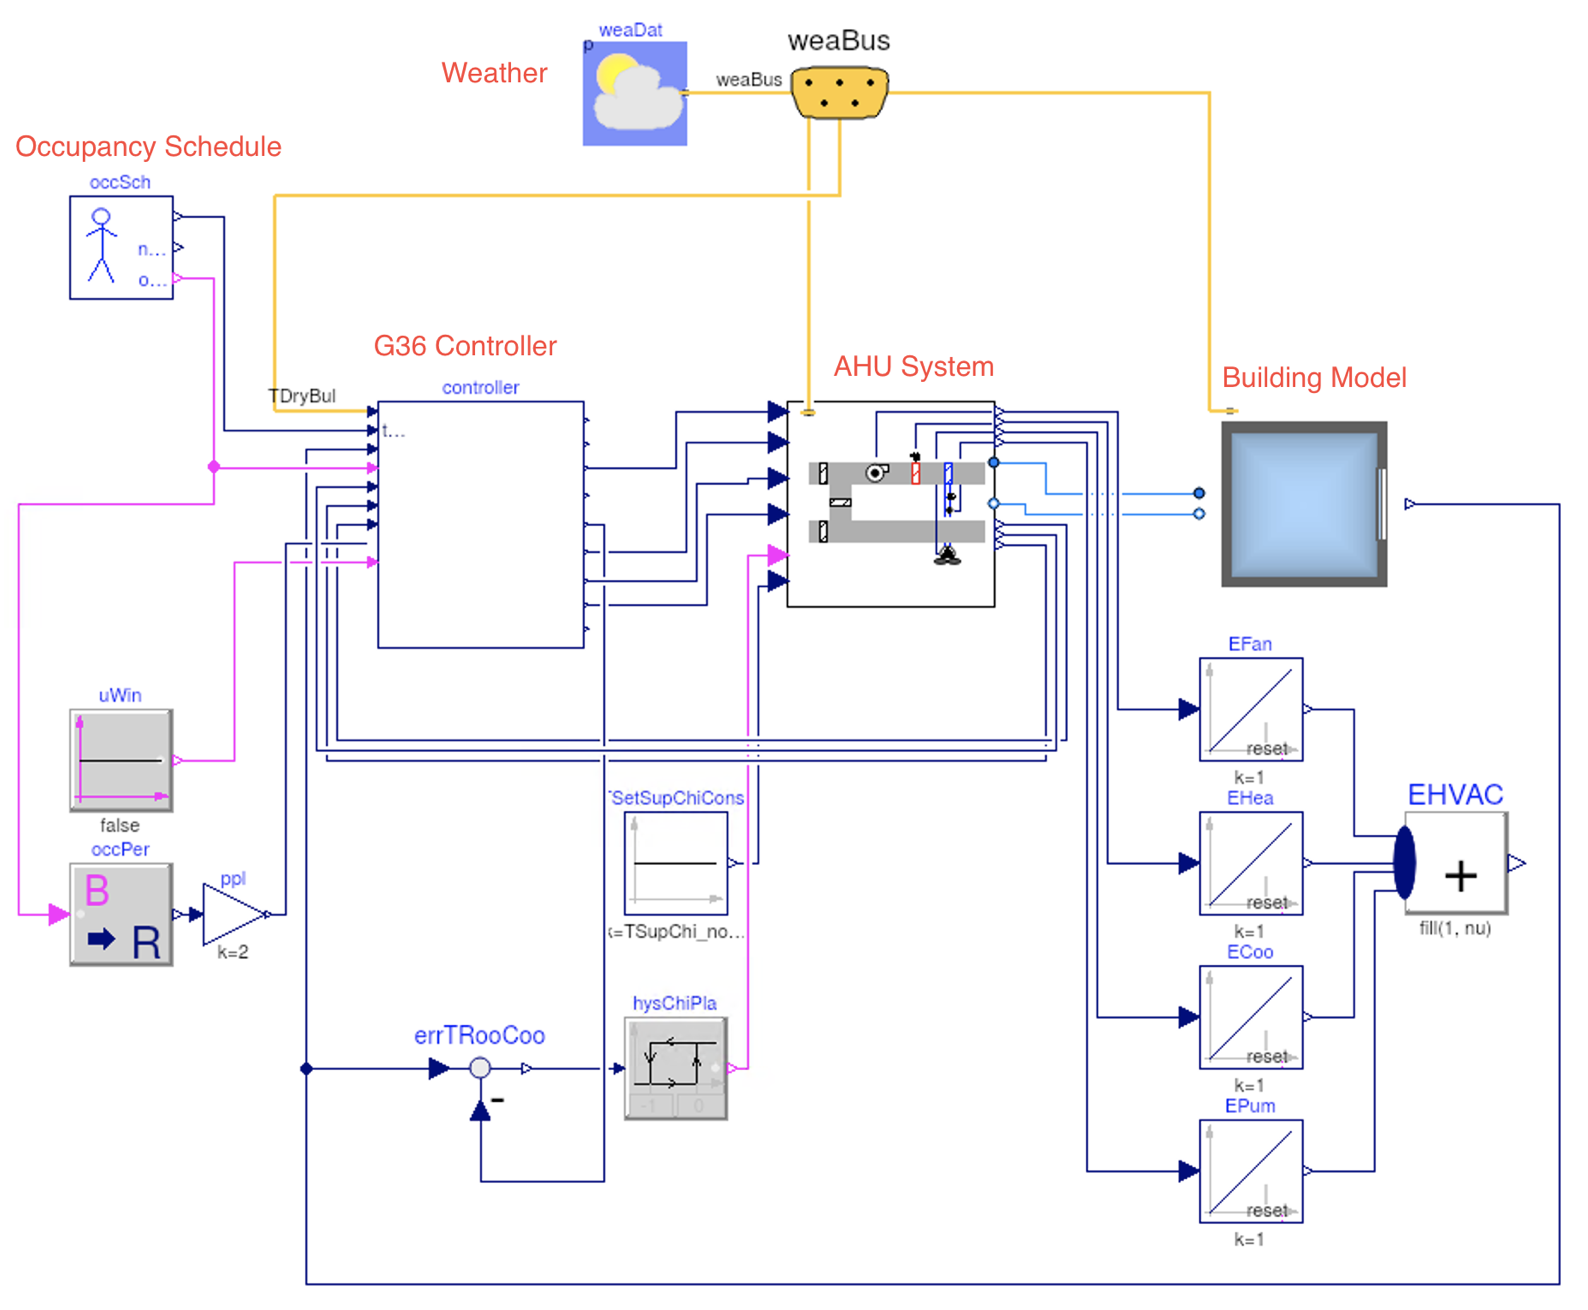 weaDat
p
weaBus
Weather
weaBus
Occupancy Schedule
occSch
n...
o...
G36 Controller
controller
TDryBul
t...
AHU System
Building Model
uWin
false
occPer
B
R
ppl
k=2
SetSupChiCons
k=TSupChi_no...
hysChiPla
-1
0
errTRooCoo
-
EFan
reset
k=1
EHea
reset
k=1
ECoo
reset
k=1
EPum
reset
k=1
EHVAC
+
fill(1, nu)